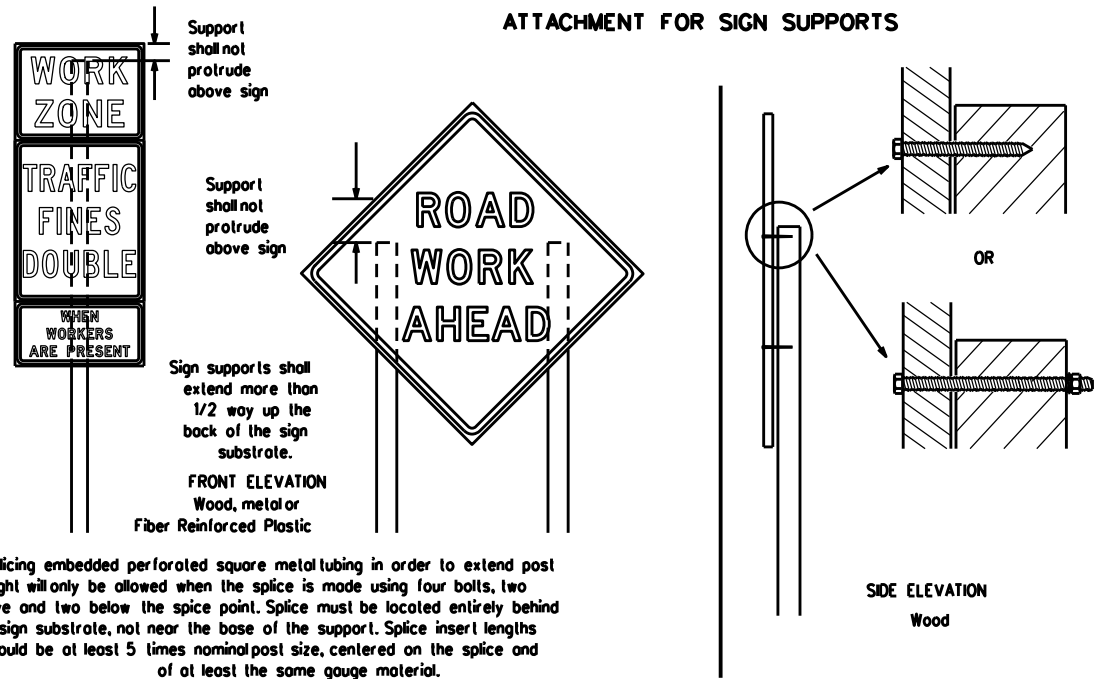 ATTACHMENT FOR SIGN SUPPORTS
Support
shall not
protrude
above sign
WORK
ZONE
TRAFFIC
FINES
DOUBLE
WHEN
WORKERS
ARE PRESENT
Support
shall not
protrude
above sign
ROAD
WORK
AHEAD
Sign supports shall
extend more than
1/2 way up the
back of the sign
substrate.
FRONT ELEVATION
Wood, metal or
Fiber Reinforced Plastic
OR
SIDE ELEVATION
Wood
licing embedded perforated square metal tubing in order to extend post
ght will only be allowed when the splice is made using four bolts, two
ve and two below the spice point. Splice must be located entirely behind
sign substrate, not near the base of the support. Splice insert lengths
ould be at least 5 times nominal post size, centered on the splice and
of at least the same gauge material.